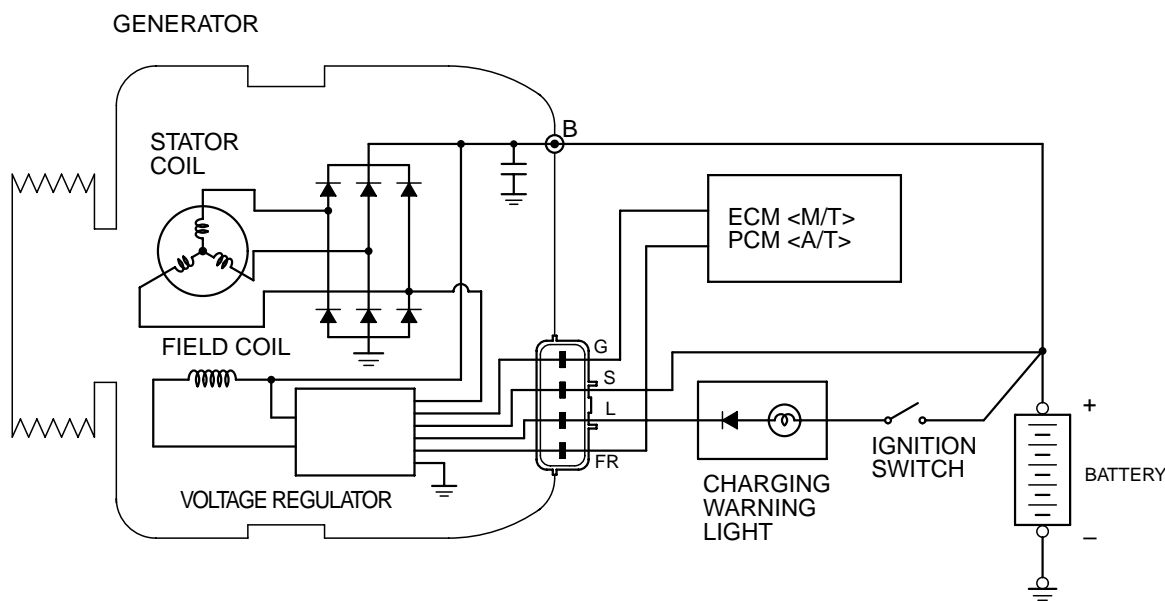 GENERATOR
B
STATOR
COIL
ECM <M/T>
PCM <A/T>
FIELD COIL
G
S
L
FR
+
IGNITION
SWITCH
BATTERY
CHARGING
WARNING
LIGHT
VOLTAGE REGULATOR
−